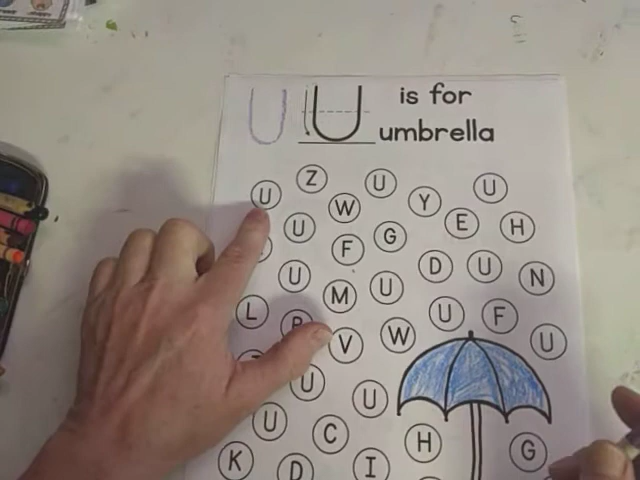 U U is for
umbrella
Z U U
U W Y
U E H
F G
U D U N
M U
L U F
V W U
U U
U C H G
K D I